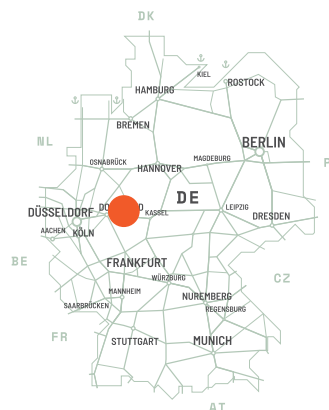 DK
KIEL
ROSTOCK
HAMBURG
BREMEN
NL
BERLIN
OSNABRÜCK
HANNOVER
MAGDEBURG
DE
DÜSSELDORF
KASSEL
LEIPZIG
DRESDEN
AACHEN
KÖLN
BE
FRANKFURT
WÜRZBURG
CZ
MANNHEIM
NUREMBERG
SAARBRÜCKEN
REGENSBURG
FR
STUTTGART
MUNICH
AT